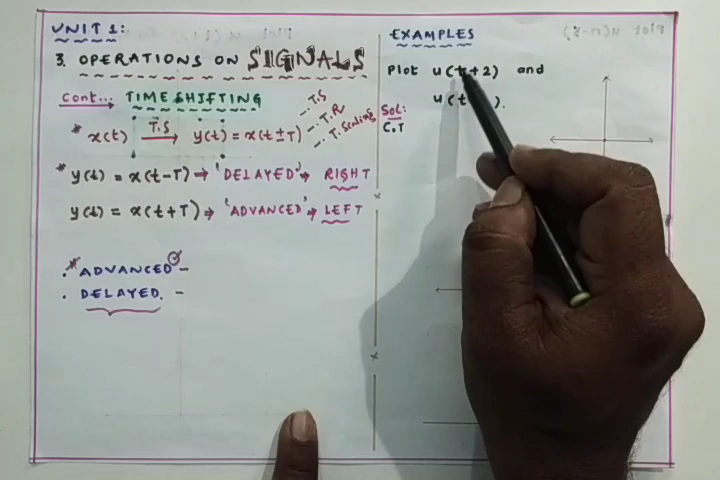 UNIT 1:
3. OPERATIONS ON SIGNALS
Cont... TIME SHIFTING
- T.S
- T.R
- T. Scaling
* x(t) T.S → y(t) = x(t±T)
* y(t) = x(t-T) → 'DELAYED' → RIGHT
y(t) = x(t+T) → 'ADVANCED' → LEFT
* ADVANCED -
. DELAYED. -
EXAMPLES
Plot u(t+2) and
u(t ).
Sol:
C.T